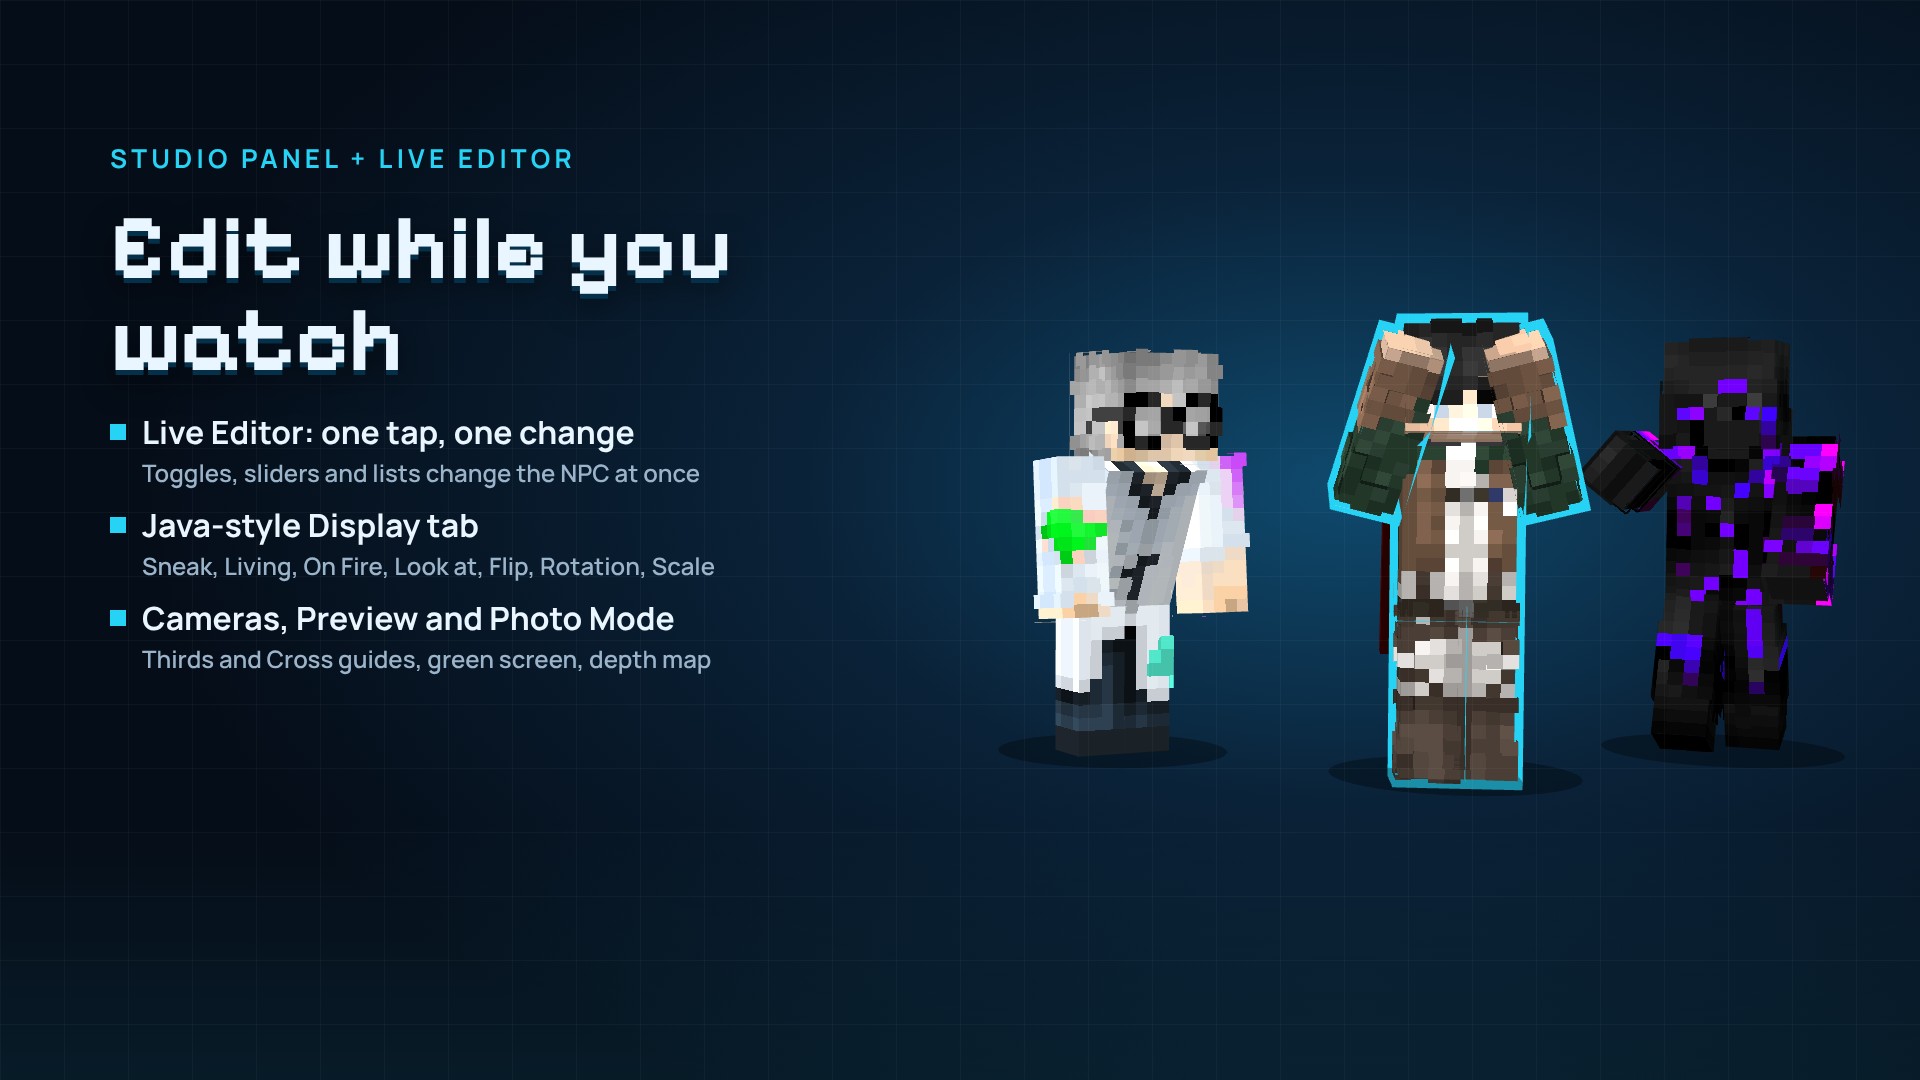 STUDIO PANEL + LIVE EDITOR
Edit while you
watch
Live Editor: one tap, one change
Toggles, sliders and lists change the NPC at once
Java-style Display tab
Sneak, Living, On Fire, Look at, Flip, Rotation, Scale
Cameras, Preview and Photo Mode
Thirds and Cross guides, green screen, depth map